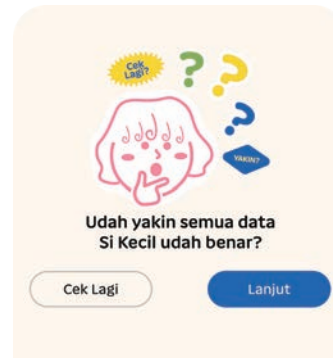 Cek
Lagi?
YAKIN?
Udah yakin semua data
Si Kecil udah benar?
Cek Lagi
Lanjut